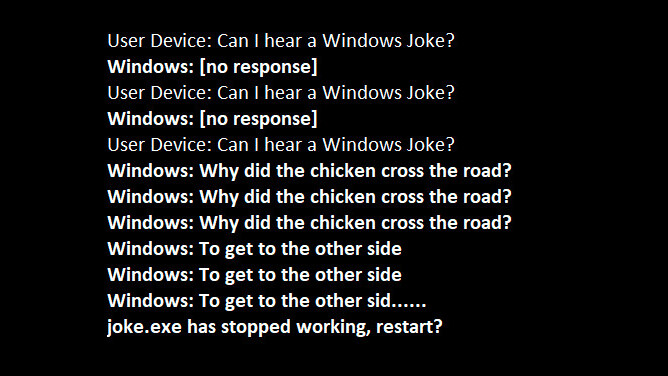 User Device: Can I hear a Windows Joke?
Windows: [no response]
User Device: Can I hear a Windows Joke?
Windows: [no response]
User Device: Can I hear a Windows Joke?
Windows: Why did the chicken cross the road?
Windows: Why did the chicken cross the road?
Windows: Why did the chicken cross the road?
Windows: To get to the other side
Windows: To get to the other side
Windows: To get to the other sid......
joke.exe has stopped working, restart?